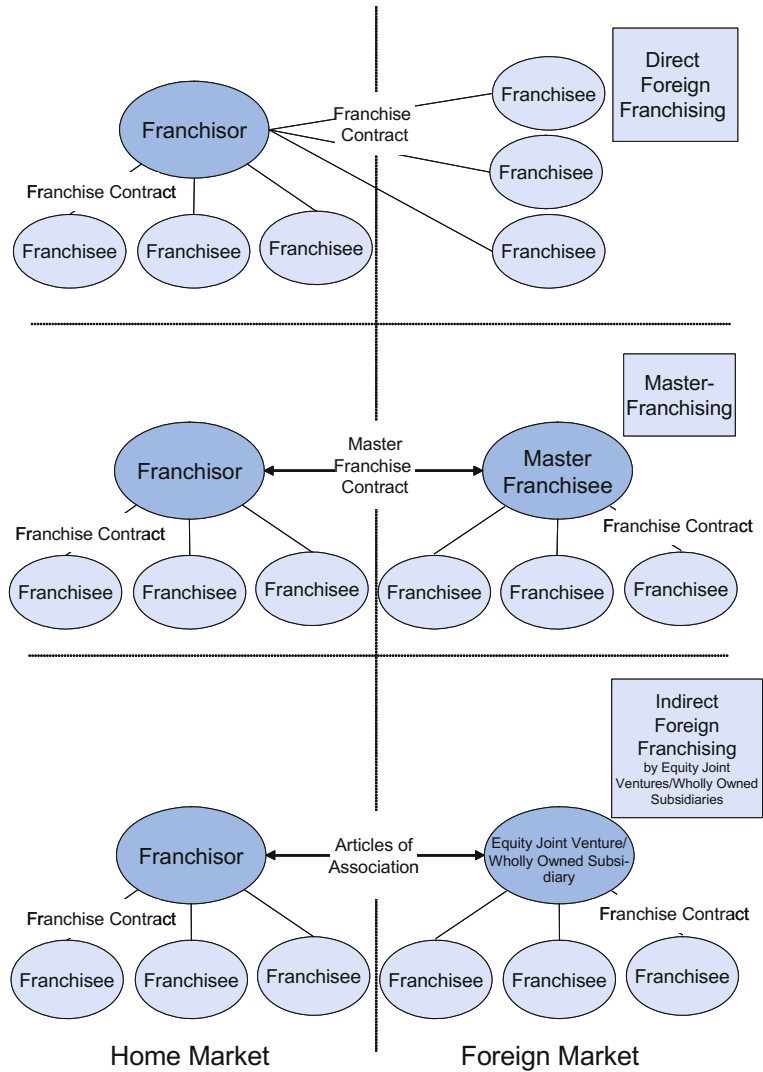 Direct
Foreign
Franchising
Franchisee
Franchise
Contract
Franchisor
Franchisee
Franchise Contract
Franchisee
Franchisee
Franchisee
Franchisee
Master-
Franchising
Master
Franchise
Contract
Franchisor
Master
Franchisee
Franchise Contract
Franchise Contract
Franchisee
Franchisee
Franchisee
Franchisee
Franchisee
Franchisee
Indirect
Foreign
Franchising
by Equity Joint
Ventures/Wholly Owned
Subsidiaries
Franchisor
Articles of
Association
Equity Joint Venture/
Wholly Owned Subsi-
diary
Franchise Contract
Franchise Contract
Franchisee
Franchisee
Franchisee
Franchisee
Franchisee
Franchisee
Home Market
Foreign Market